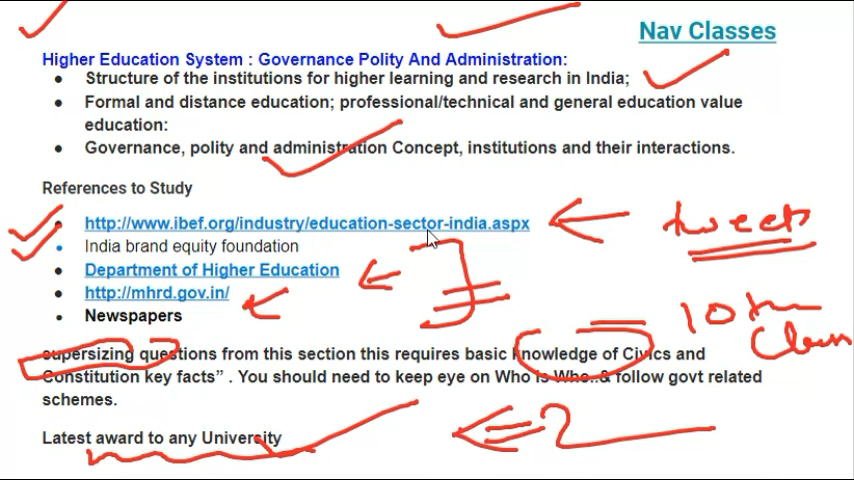 Nav Classes
Higher Education System : Governance Polity And Administration:
• Structure of the institutions for higher learning and research in India;
• Formal and distance education; professional/technical and general education value
education:
• Governance, polity and administration Concept, institutions and their interactions.
References to Study
• http://www.ibef.org/industry/education-sector-india.aspx
tweets
• India brand equity foundation
• Department of Higher Education
• http://mhrd.gov.in/
• Newspapers
10
supersizing questions from this section this requires basic knowledge of Civics and
Constitution key facts” . You should need to keep eye on Who Is Who..& follow govt related
schemes.
Latest award to any University
2